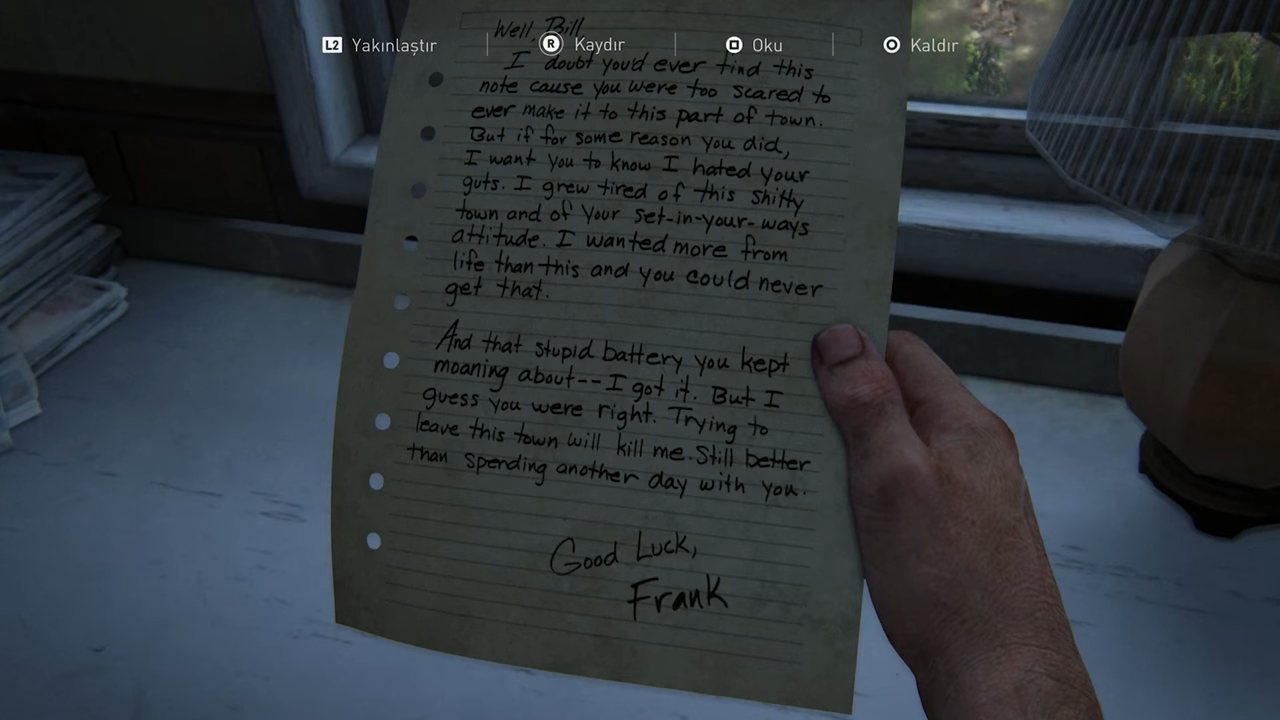 L2 Yakınlaştır R Kaydır Oku Kaldır
Well, Bill,
I doubt you'd ever find this
note cause you were too scared to
ever make it to this part of town.
But if for some reason you did,
I want you to know I hated your
guts. I grew tired of this shitty
town and of your set-in-your-ways
attitude. I wanted more from
life than this and you could never
get that.
And that stupid battery you kept
moaning about--I got it. But I
guess you were right. Trying to
leave this town will kill me. Still better
than spending another day with you.
Good Luck,
Frank